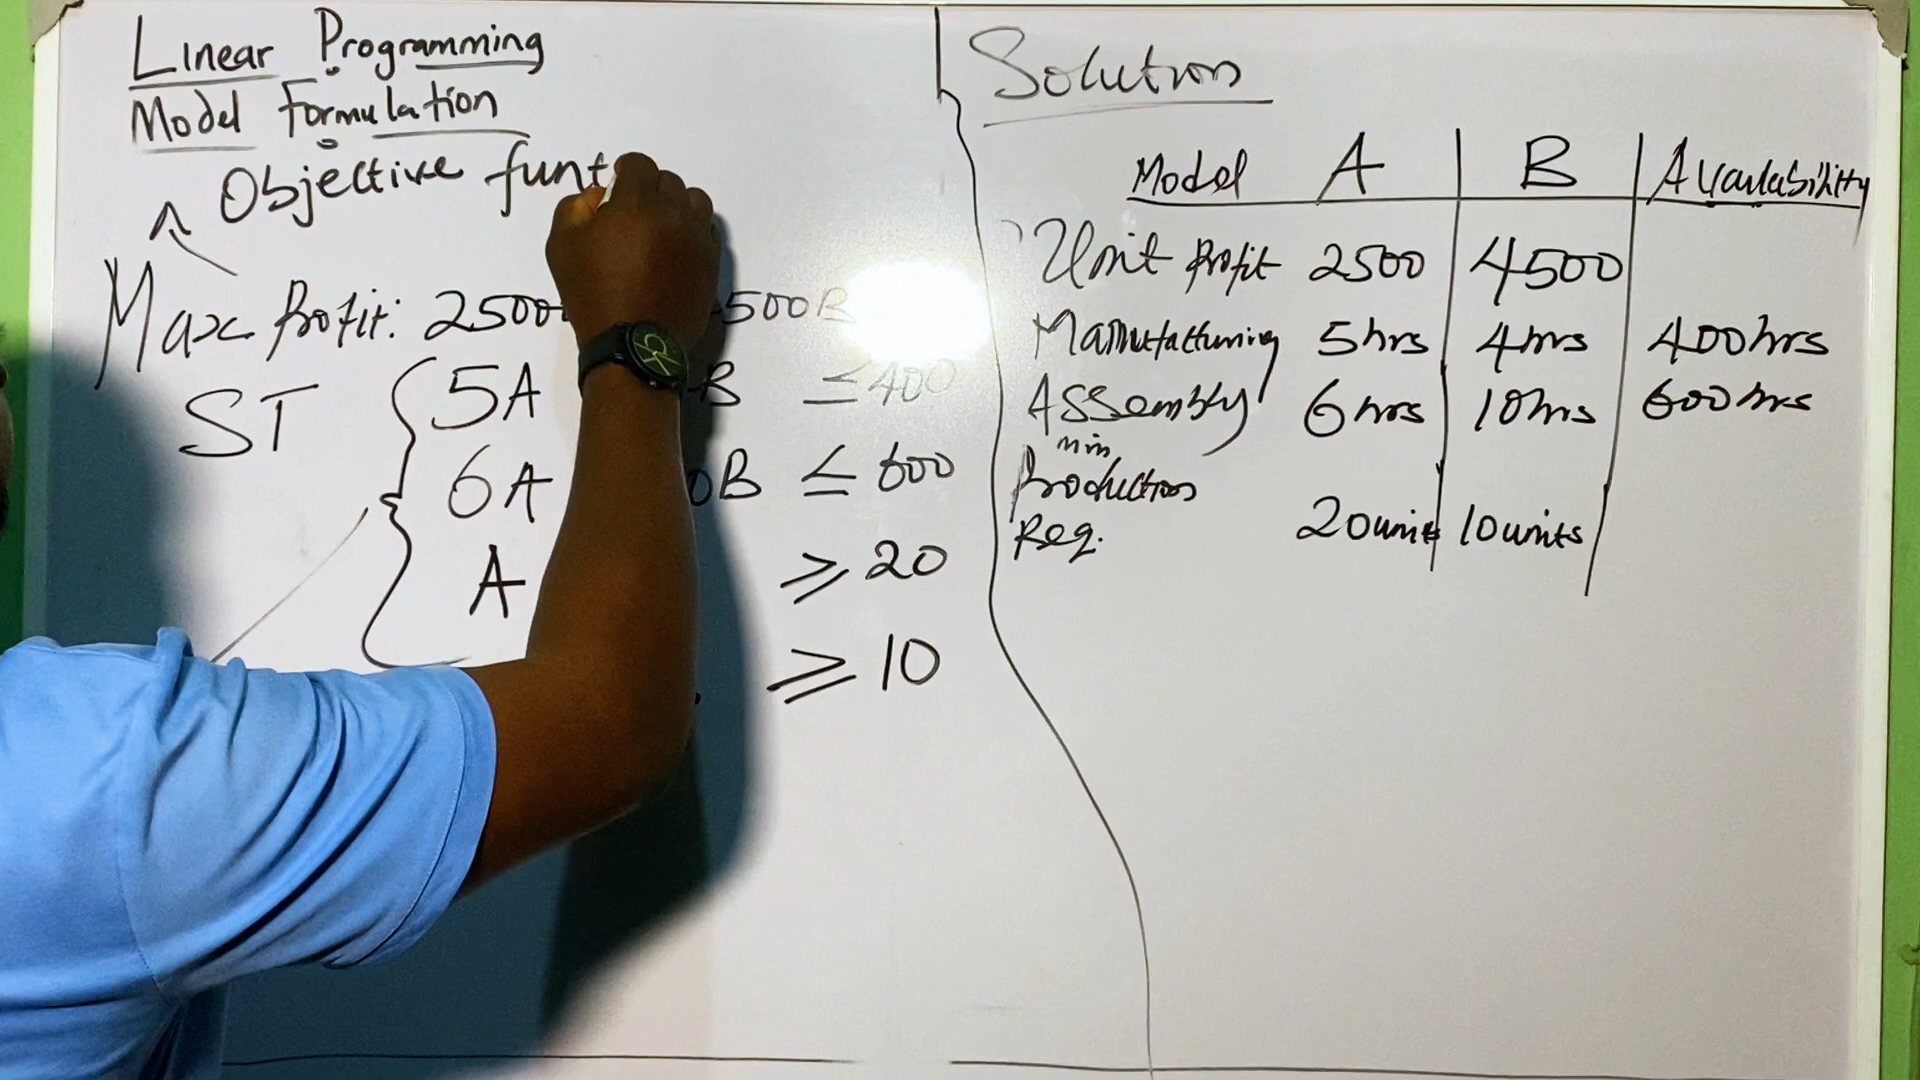 Linear Programming
Model Formulation
Objective funt
Max Profit: 2500 500B
ST
5A B ≤ 400
6A 0B ≤ 600
A ≥ 20
≥ 10
Solution
Model A B Availability
Unit Profit 2500 4500
Manufacturing 5hrs 4hrs 400hrs
Assembly 6hrs 10hrs 600hrs
min
Production
Req. 20units 10units